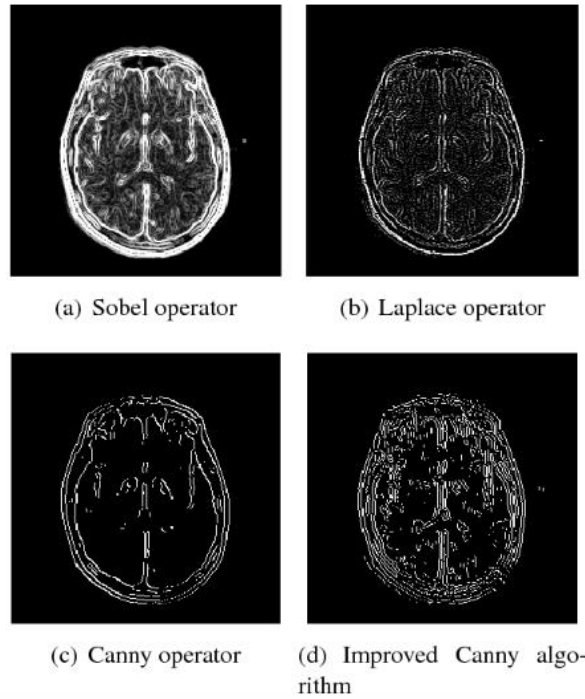 (a) Sobel operator
(b) Laplace operator
(c) Canny operator
(d) Improved Canny algo-
rithm